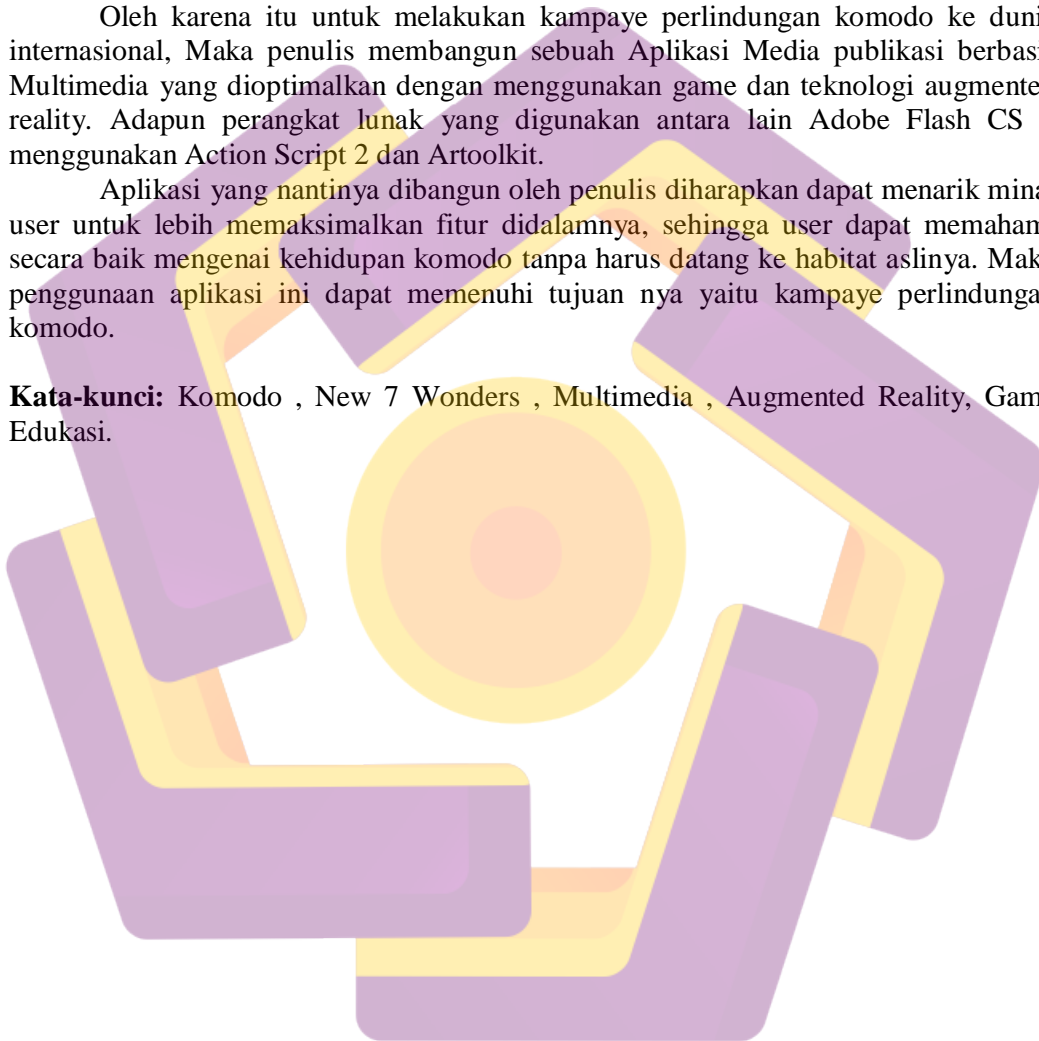 Oleh karena itu untuk melakukan kampaye perlindungan komodo ke duni
internasional, Maka penulis membangun sebuah Aplikasi Media publikasi berbasi
Multimedia yang dioptimalkan dengan menggunakan game dan teknologi augmente
reality. Adapun perangkat lunak yang digunakan antara lain Adobe Flash CS
menggunakan Action Script 2 dan Artoolkit.
Aplikasi yang nantinya dibangun oleh penulis diharapkan dapat menarik mina
user untuk lebih memaksimalkan fitur didalamnya, sehingga user dapat memaham
secara baik mengenai kehidupan komodo tanpa harus datang ke habitat aslinya. Mak
penggunaan aplikasi ini dapat memenuhi tujuan nya yaitu kampaye perlindunga
komodo.
Kata-kunci: Komodo , New 7 Wonders , Multimedia , Augmented Reality, Gam
Edukasi.